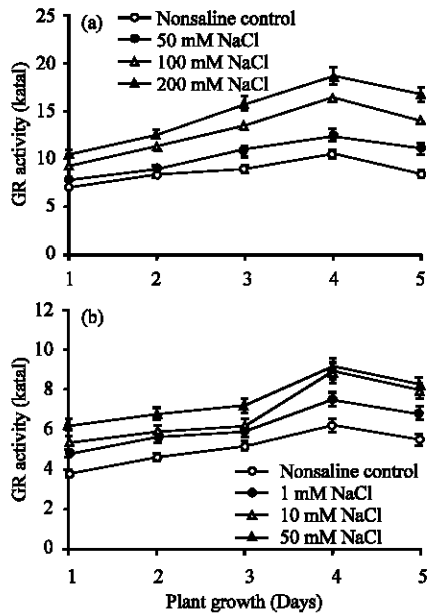 (a)
Nonsaline control
50 mM NaCl
100 mM NaCl
200 mM NaCl
GR activity (katal)
25
20
15
10
5
0
1 2 3 4 5
(b)
GR activity (katal)
12
10
8
6
4
2
0
Nonsaline control
1 mM NaCl
10 mM NaCl
50 mM NaCl
1 2 3 4 5
Plant growth (Days)